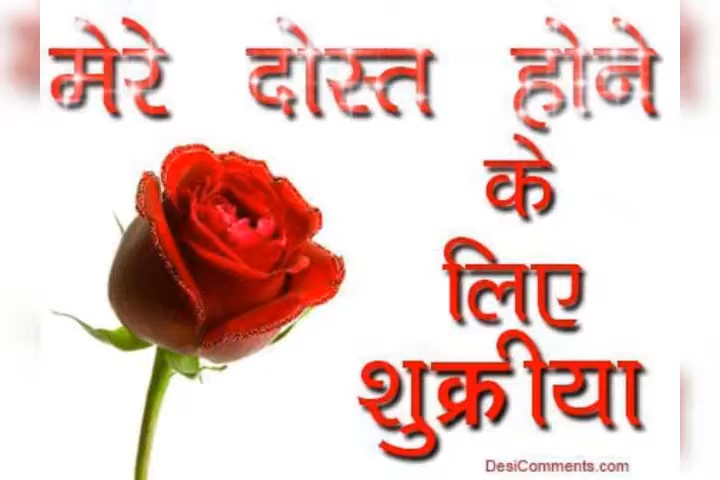 मेरे दोस्त होने
के
लिए
शुक्रीया
DesiComments.com